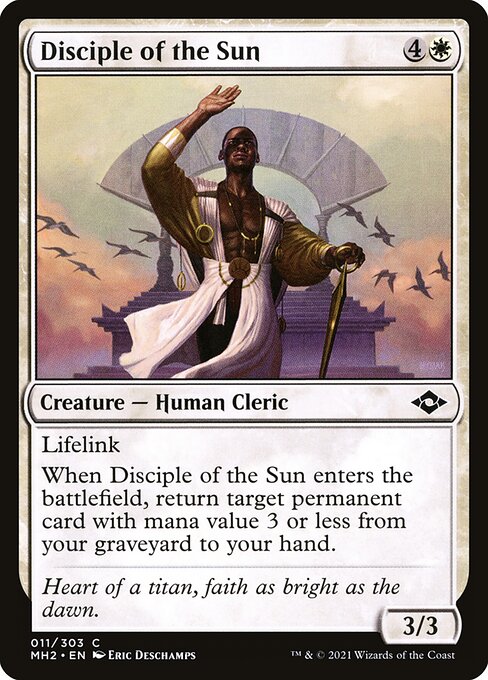 Disciple of the Sun 4
Creature — Human Cleric
Lifelink
When Disciple of the Sun enters the
battlefield, return target permanent
card with mana value 3 or less from
your graveyard to your hand.
Heart of a titan, faith as bright as the
dawn.
3/3
011/303 C
MH2 • EN Eric Deschamps
™ & © 2021 Wizards of the Coast